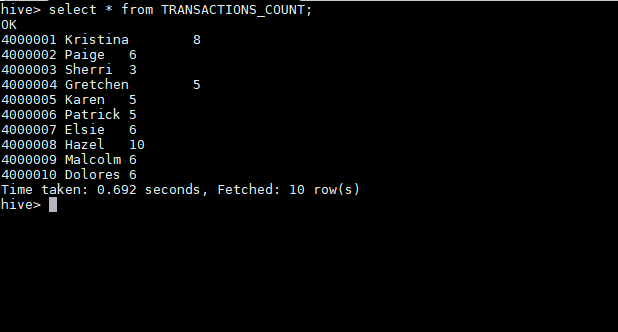 hive> select * from TRANSACTIONS_COUNT;
OK
4000001 Kristina        8
4000002 Paige   6
4000003 Sherri  3
4000004 Gretchen        5
4000005 Karen   5
4000006 Patrick 5
4000007 Elsie   6
4000008 Hazel   10
4000009 Malcolm 6
4000010 Dolores 6
Time taken: 0.692 seconds, Fetched: 10 row(s)
hive>